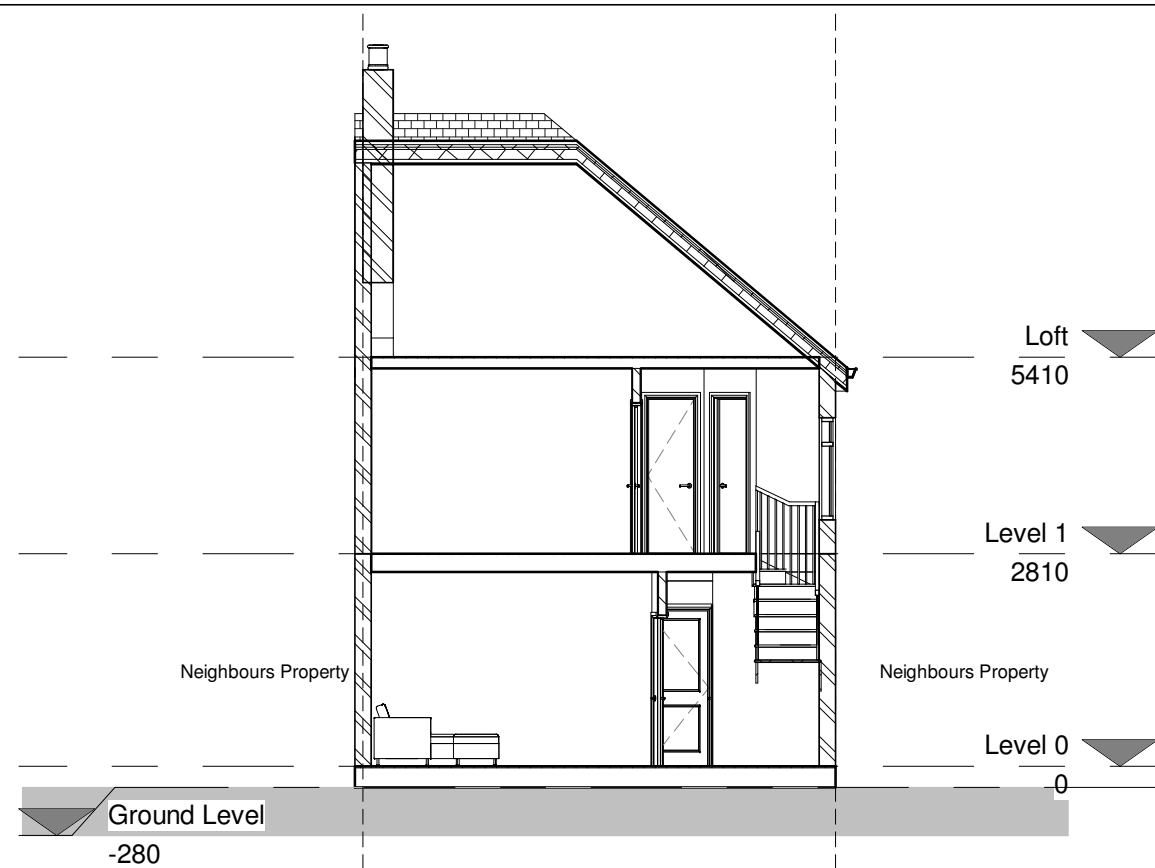 Loft
5410
Level 1
2810
Neighbours Property
Neighbours Property
Level 0
0
Ground Level
-280